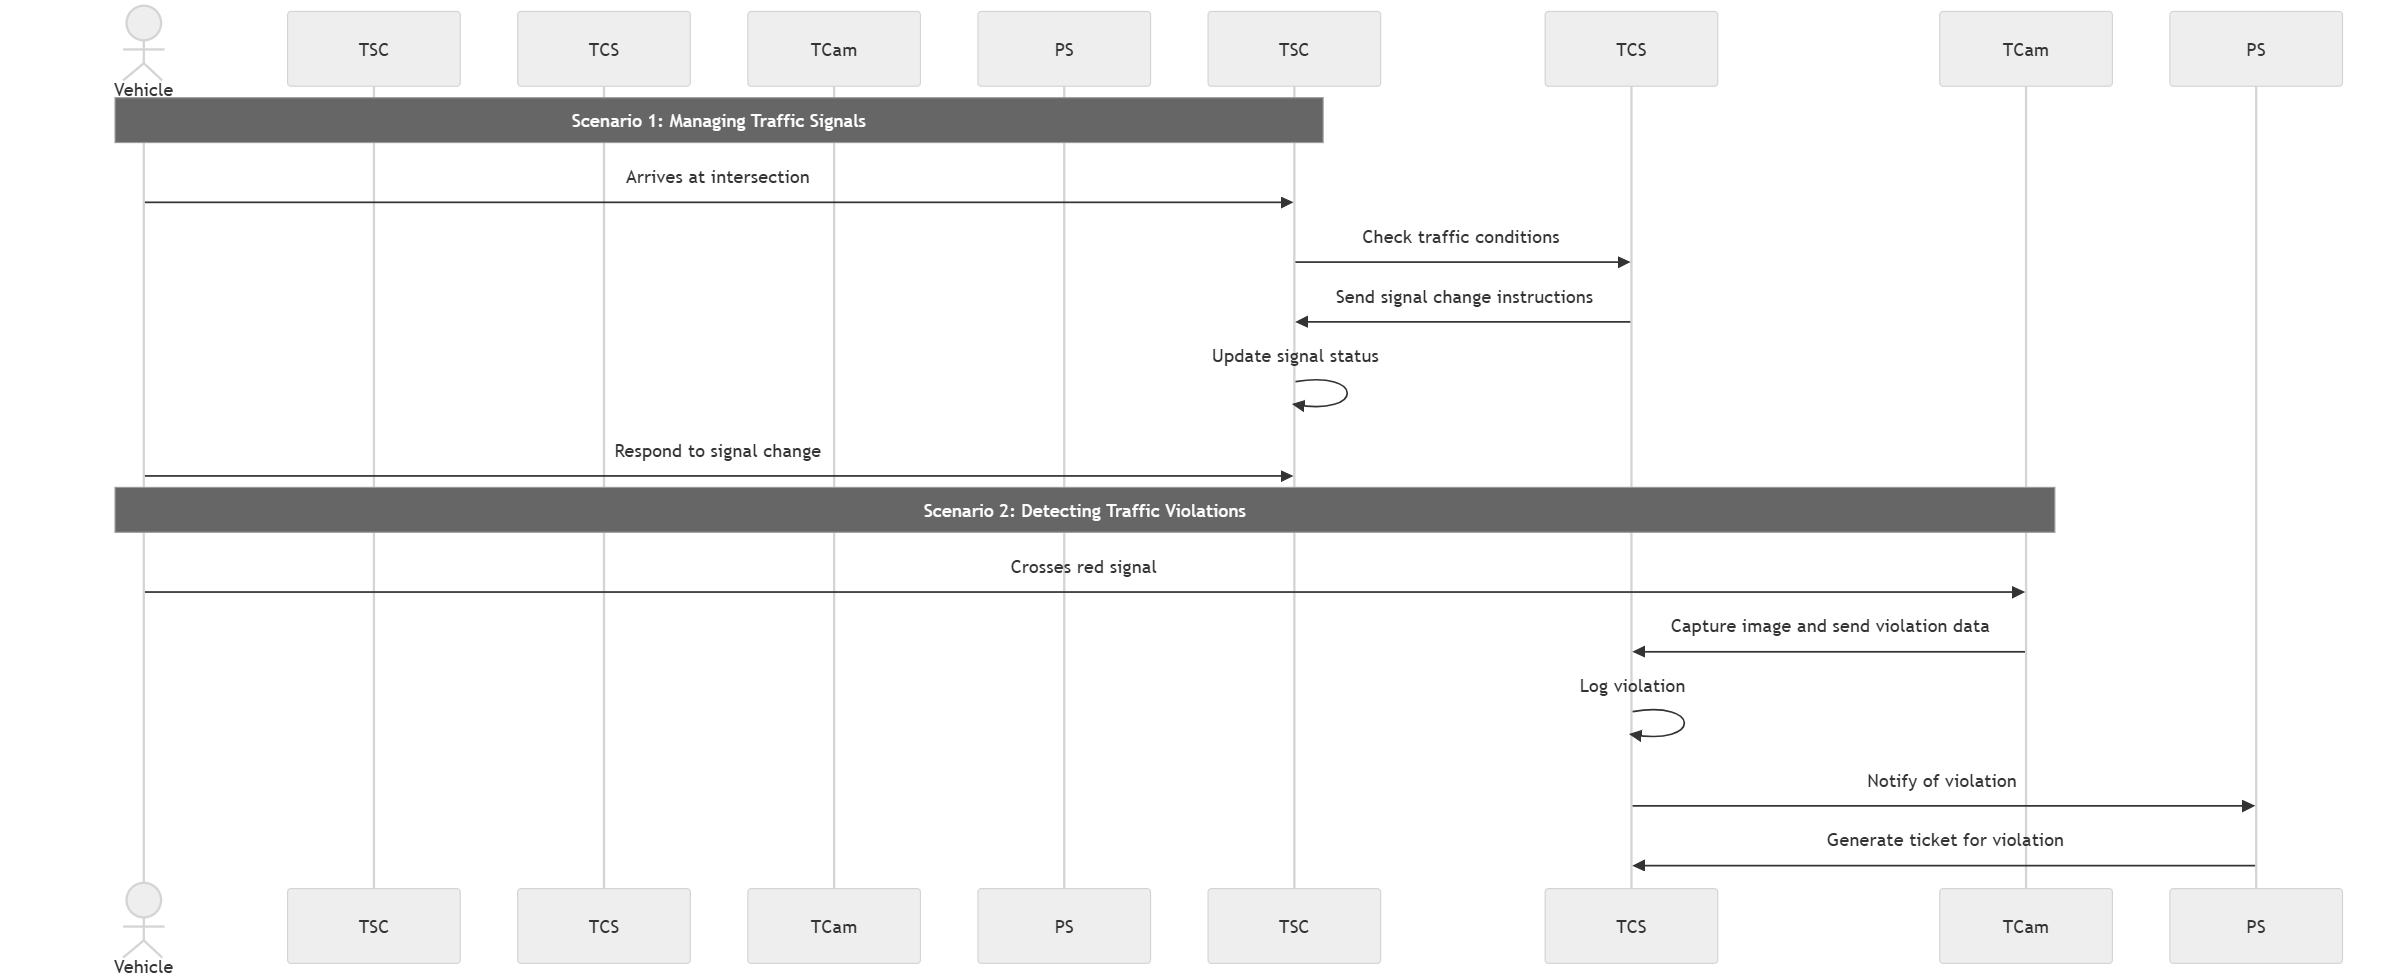 Vehicle
TSC
TCS
TCam
PS
TSC
TCS
TCam
PS
Scenario 1: Managing Traffic Signals
Arrives at intersection
Check traffic conditions
Send signal change instructions
Update signal status
Respond to signal change
Scenario 2: Detecting Traffic Violations
Crosses red signal
Capture image and send violation data
Log violation
Notify of violation
Generate ticket for violation
Vehicle
TSC
TCS
TCam
PS
TSC
TCS
TCam
PS